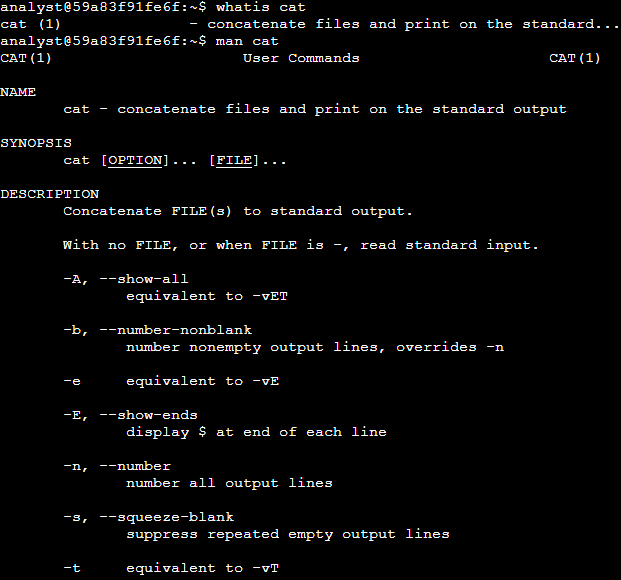 analyst@59a83f91fe6f:~$ whatis cat
cat (1)              - concatenate files and print on the standard...
analyst@59a83f91fe6f:~$ man cat
CAT(1)                     User Commands                     CAT(1)
NAME
       cat - concatenate files and print on the standard output
SYNOPSIS
       cat [OPTION]... [FILE]...
DESCRIPTION
       Concatenate FILE(s) to standard output.
       With no FILE, or when FILE is -, read standard input.
       -A, --show-all
              equivalent to -vET
       -b, --number-nonblank
              number nonempty output lines, overrides -n
       -e     equivalent to -vE
       -E, --show-ends
              display $ at end of each line
       -n, --number
              number all output lines
       -s, --squeeze-blank
              suppress repeated empty output lines
       -t     equivalent to -vT